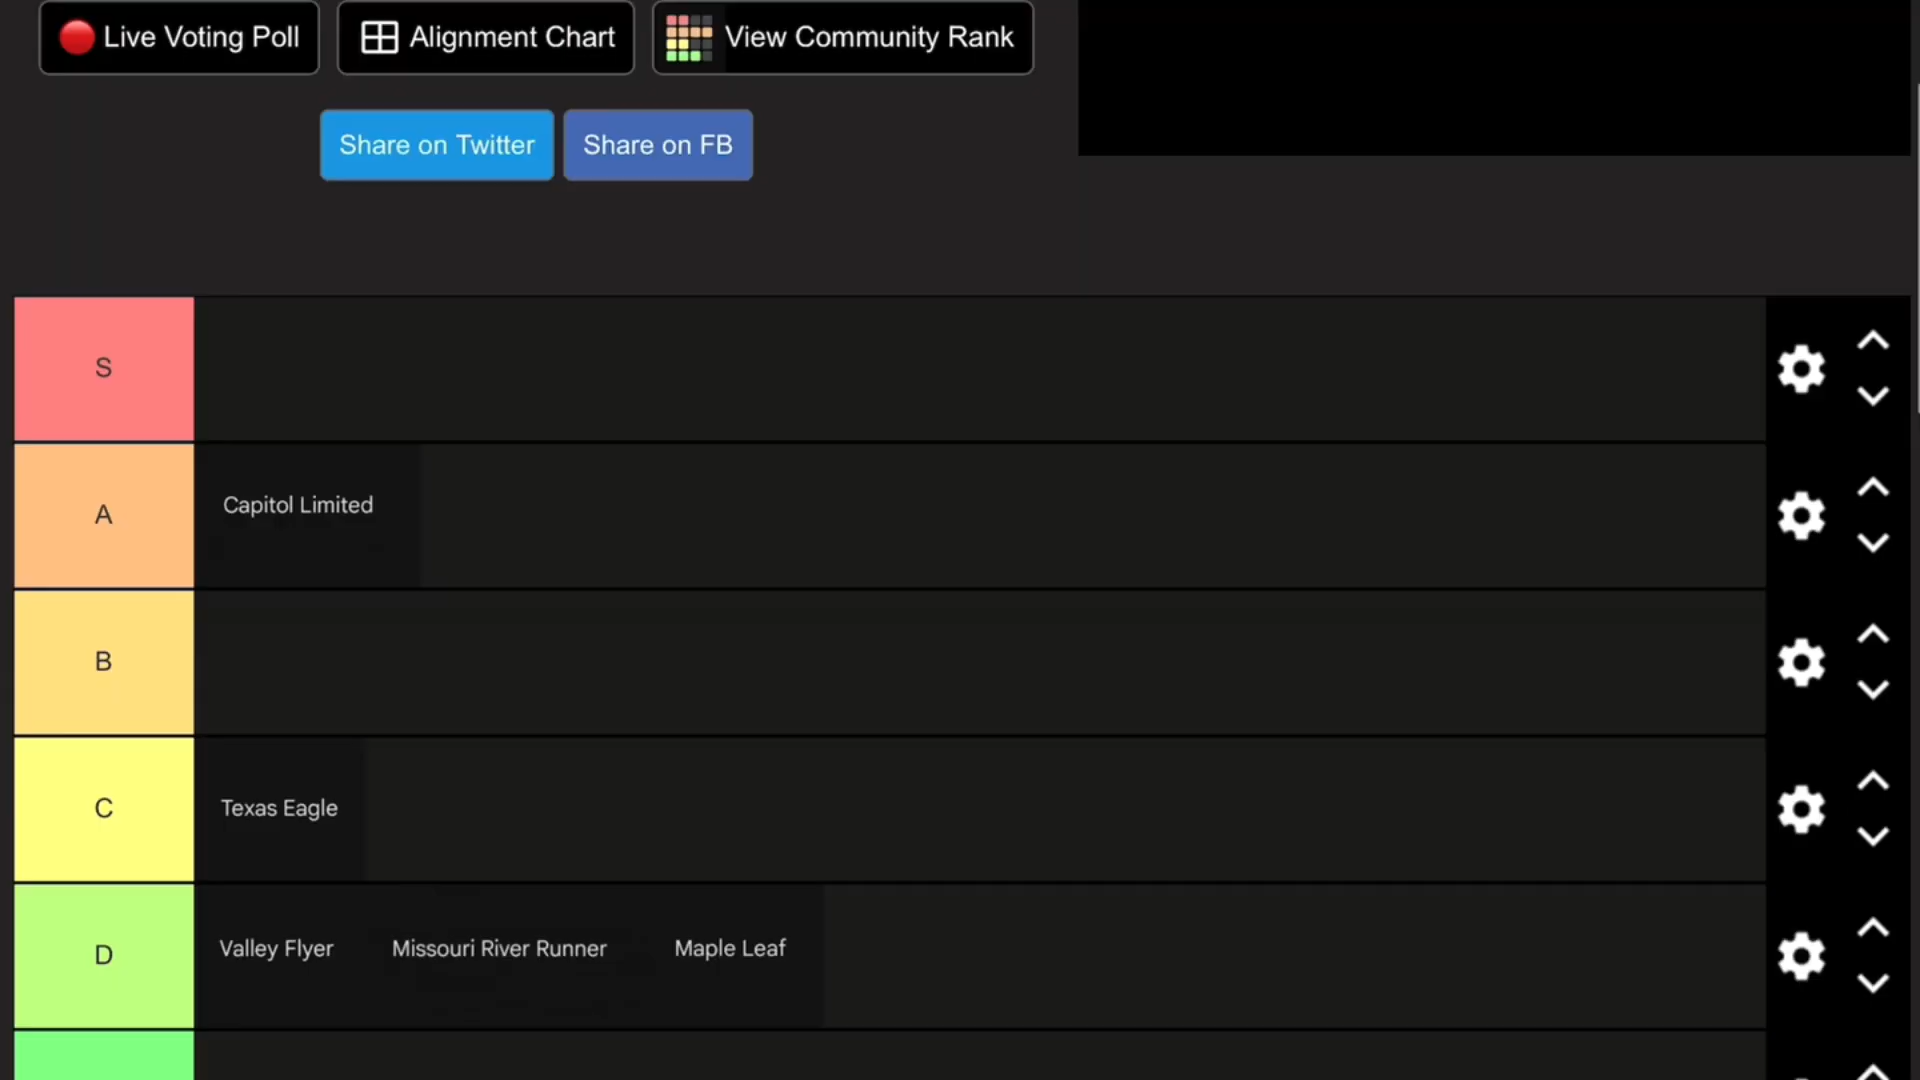 Live Voting Poll
Alignment Chart
View Community Rank
Share on Twitter
Share on FB
S
A
Capitol Limited
B
C
Texas Eagle
D
Valley Flyer
Missouri River Runner
Maple Leaf